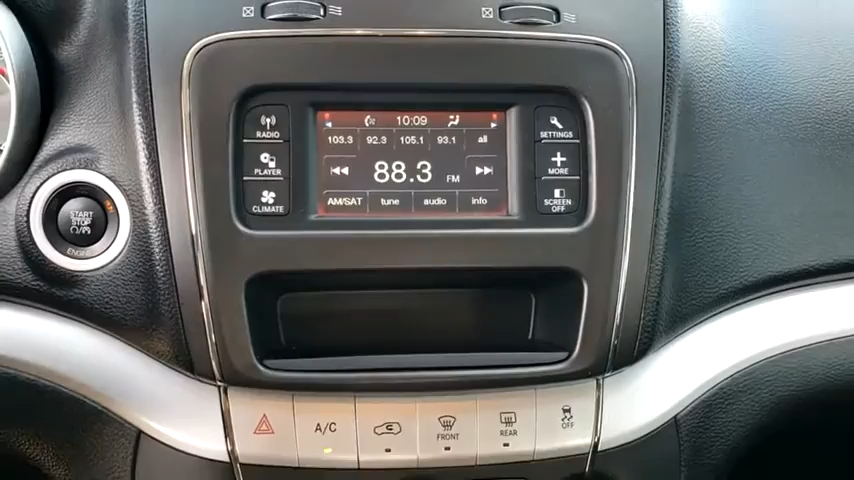 10:09
RADIO
PLAYER
CLIMATE
103.3 92.3 105.1 93.1 all
88.3 FM
AM/SAT tune audio info
SETTINGS
MORE
SCREEN
OFF
START
STOP
ENGINE
A/C
FRONT
REAR
OFF